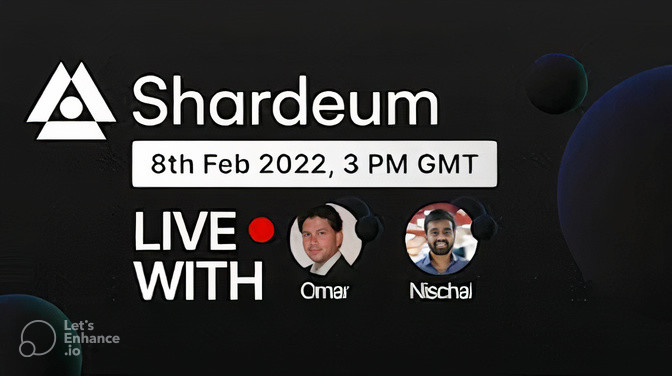 Shardeum
8th Feb 2022, 3 PM GMT
LIVE
WITH
Omar
Nischal
Let's
Enhance
.io